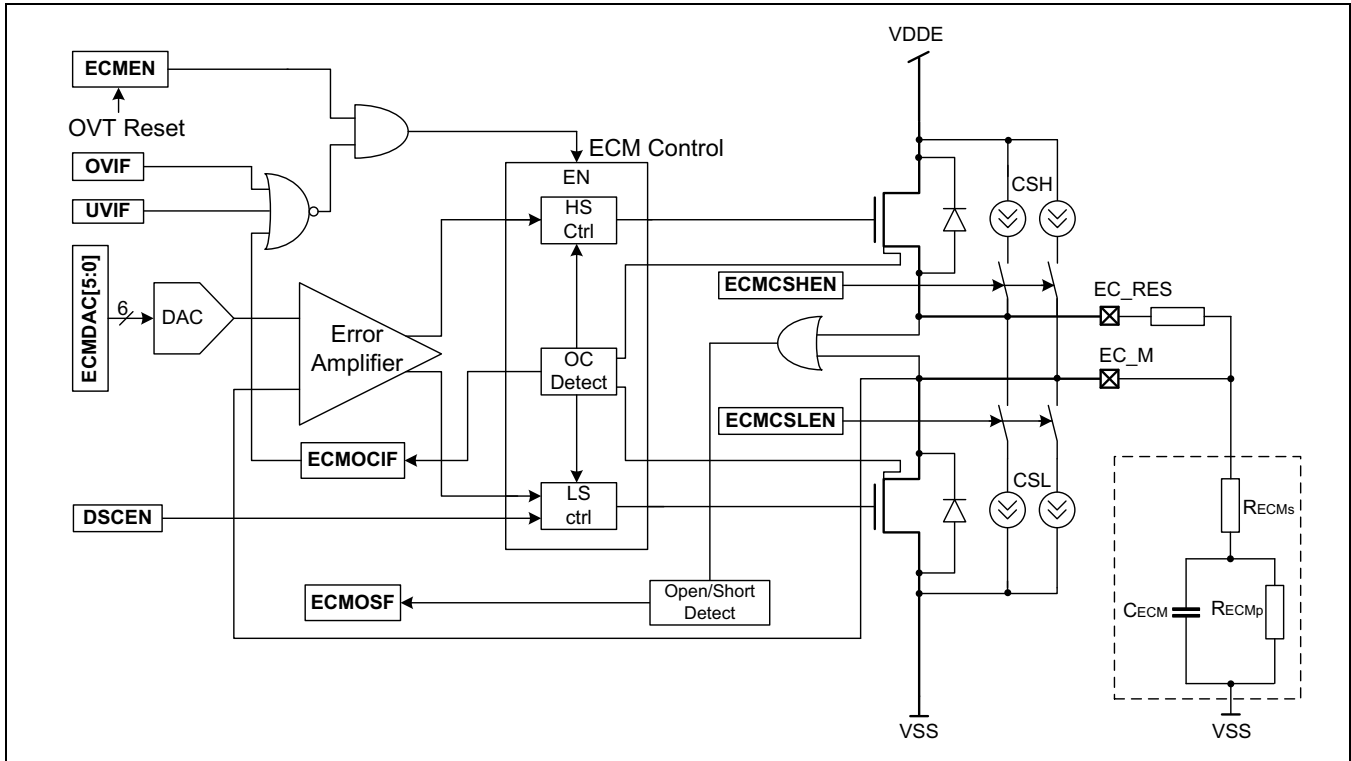 VDDE
ECMEN
OVT Reset
ECM Control
OVIF
EN
CSH
UVIF
HS
Ctrl
ECMDAC[5:0]
6
DAC
ECMCSHEN
EC_RES
Error
Amplifier
OC
Detect
EC_M
ECMCSLEN
ECMOCIF
CSL
DSCEN
LS
ctrl
RECMs
ECMOSF
Open/Short
Detect
CECM
RECMp
VSS
VSS